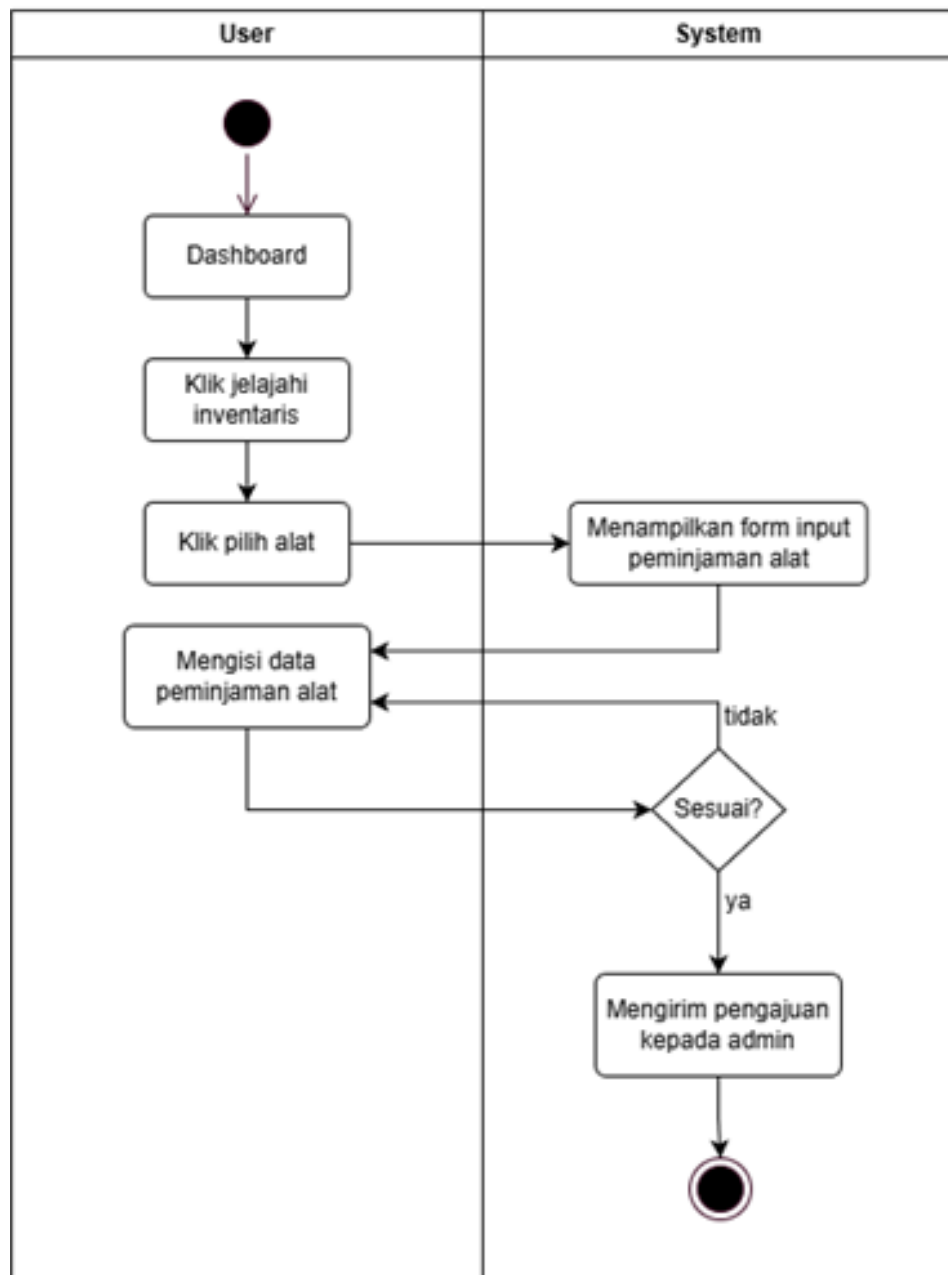 User
System
Dashboard
Klik jelajahi
inventaris
Klik pilih alat
Menampilkan form input
peminjaman alat
Mengisi data
peminjaman alat
tidak
Sesuai?
ya
Mengirim pengajuan
kepada admin